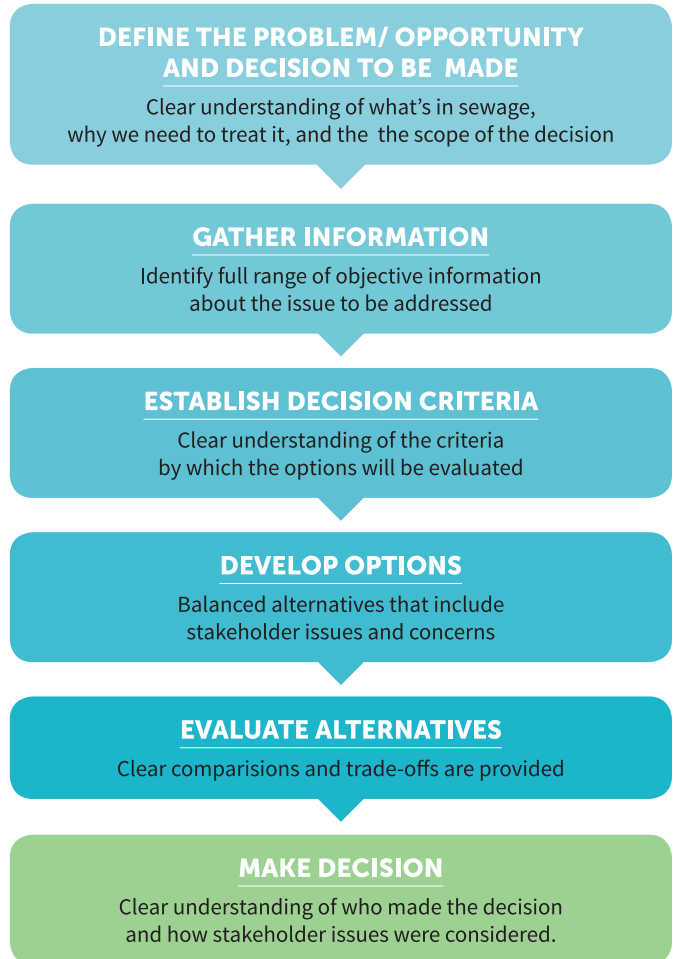 DEFINE THE PROBLEM/ OPPORTUNITY
AND DECISION TO BE MADE
Clear understanding of what's in sewage,
why we need to treat it, and the the scope of the decision
GATHER INFORMATION
Identify full range of objective information
about the issue to be addressed
ESTABLISH DECISION CRITERIA
Clear understanding of the criteria
by which the options will be evaluated
DEVELOP OPTIONS
Balanced alternatives that include
stakeholder issues and concerns
EVALUATE ALTERNATIVES
Clear comparisions and trade-offs are provided
MAKE DECISION
Clear understanding of who made the decision
and how stakeholder issues were considered.